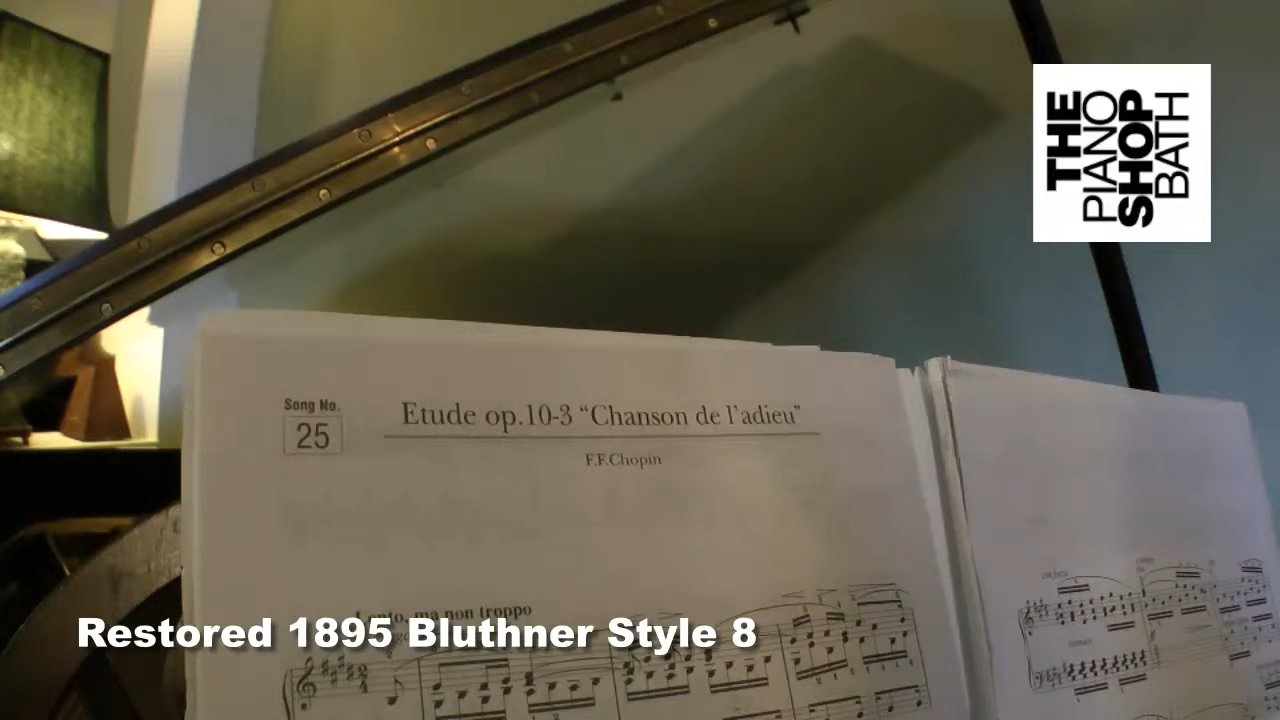 THE
PIANO
SHOP
BATH
Song No.
25
Etude op.10-3 “Chanson de l’adieu”
F.F.Chopin
Lento, ma non troppo
Restored 1895 Bluthner Style 8